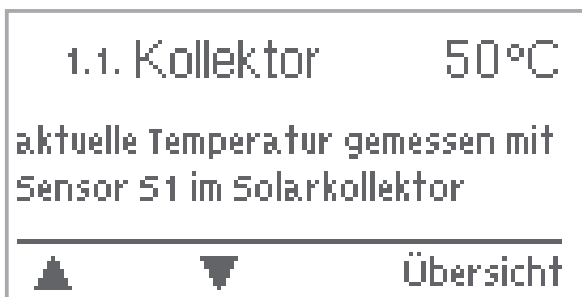 1.1. Kollektor 50°C
aktuelle Temperatur gemessen mit
Sensor S1 im Solarkollektor
Übersicht